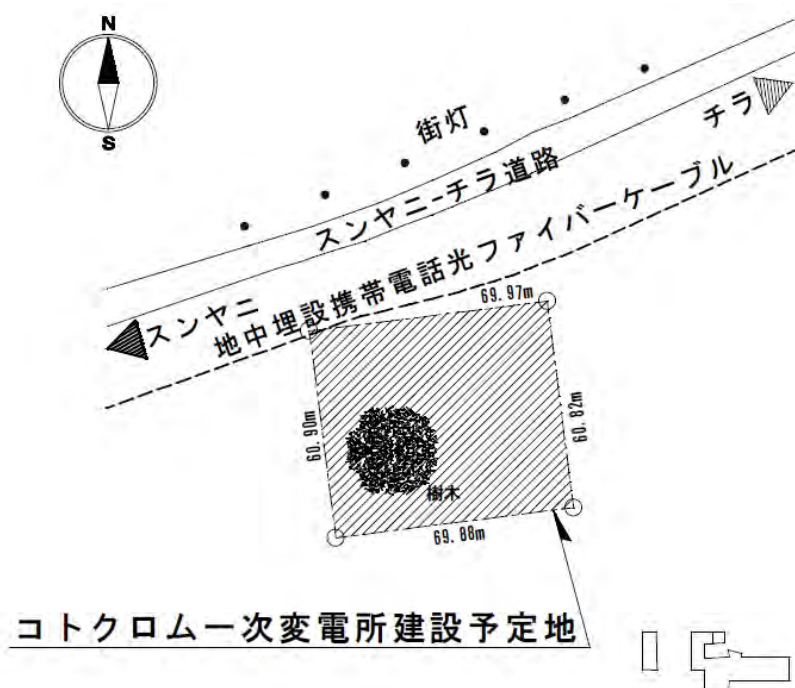 N
S
街灯
チラ
スンヤニ-チラ道路
地中埋設携帯電話光ファイバーケーブル
スンヤニ
69.97m
60.90m
60.82m
樹木
69.88m
コトクロム一次変電所建設予定地